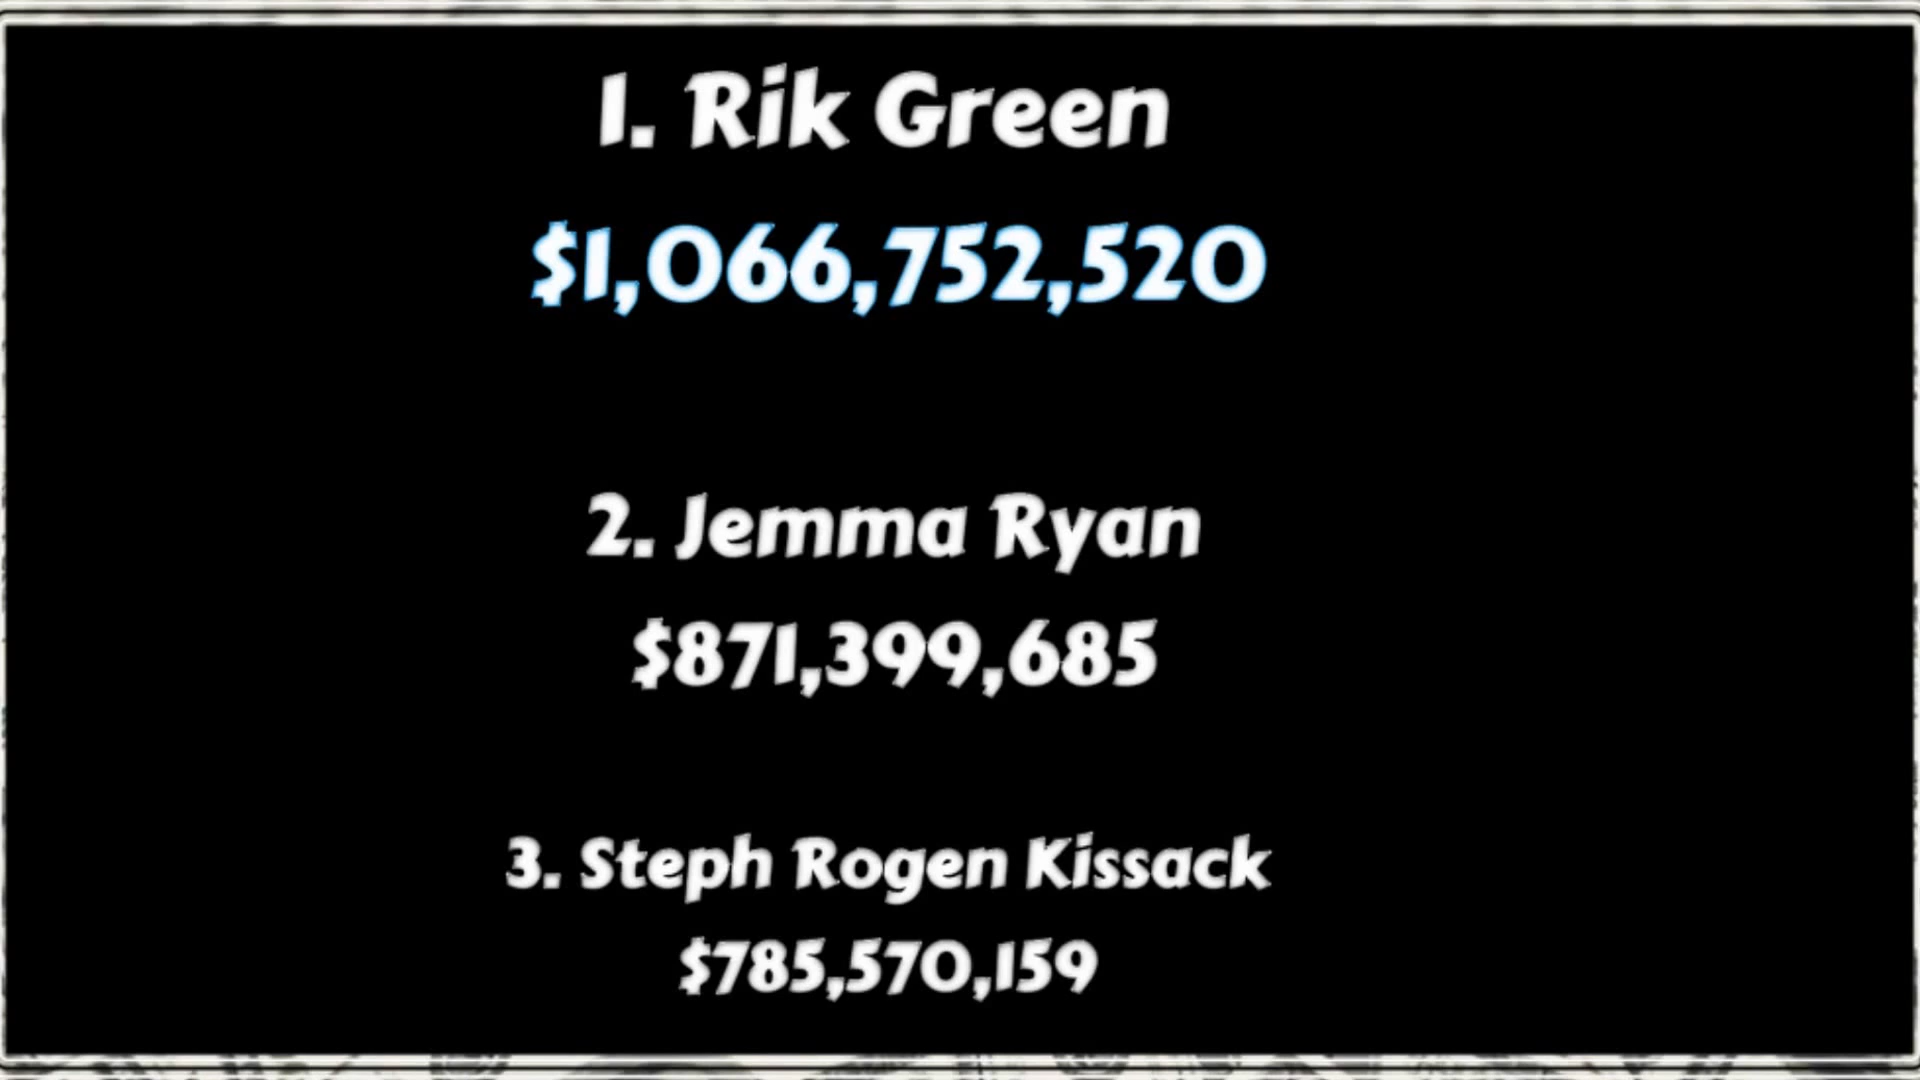 1. Rik Green
$1,066,752,520
2. Jemma Ryan
$871,399,685
3. Steph Rogen Kissack
$785,570,159